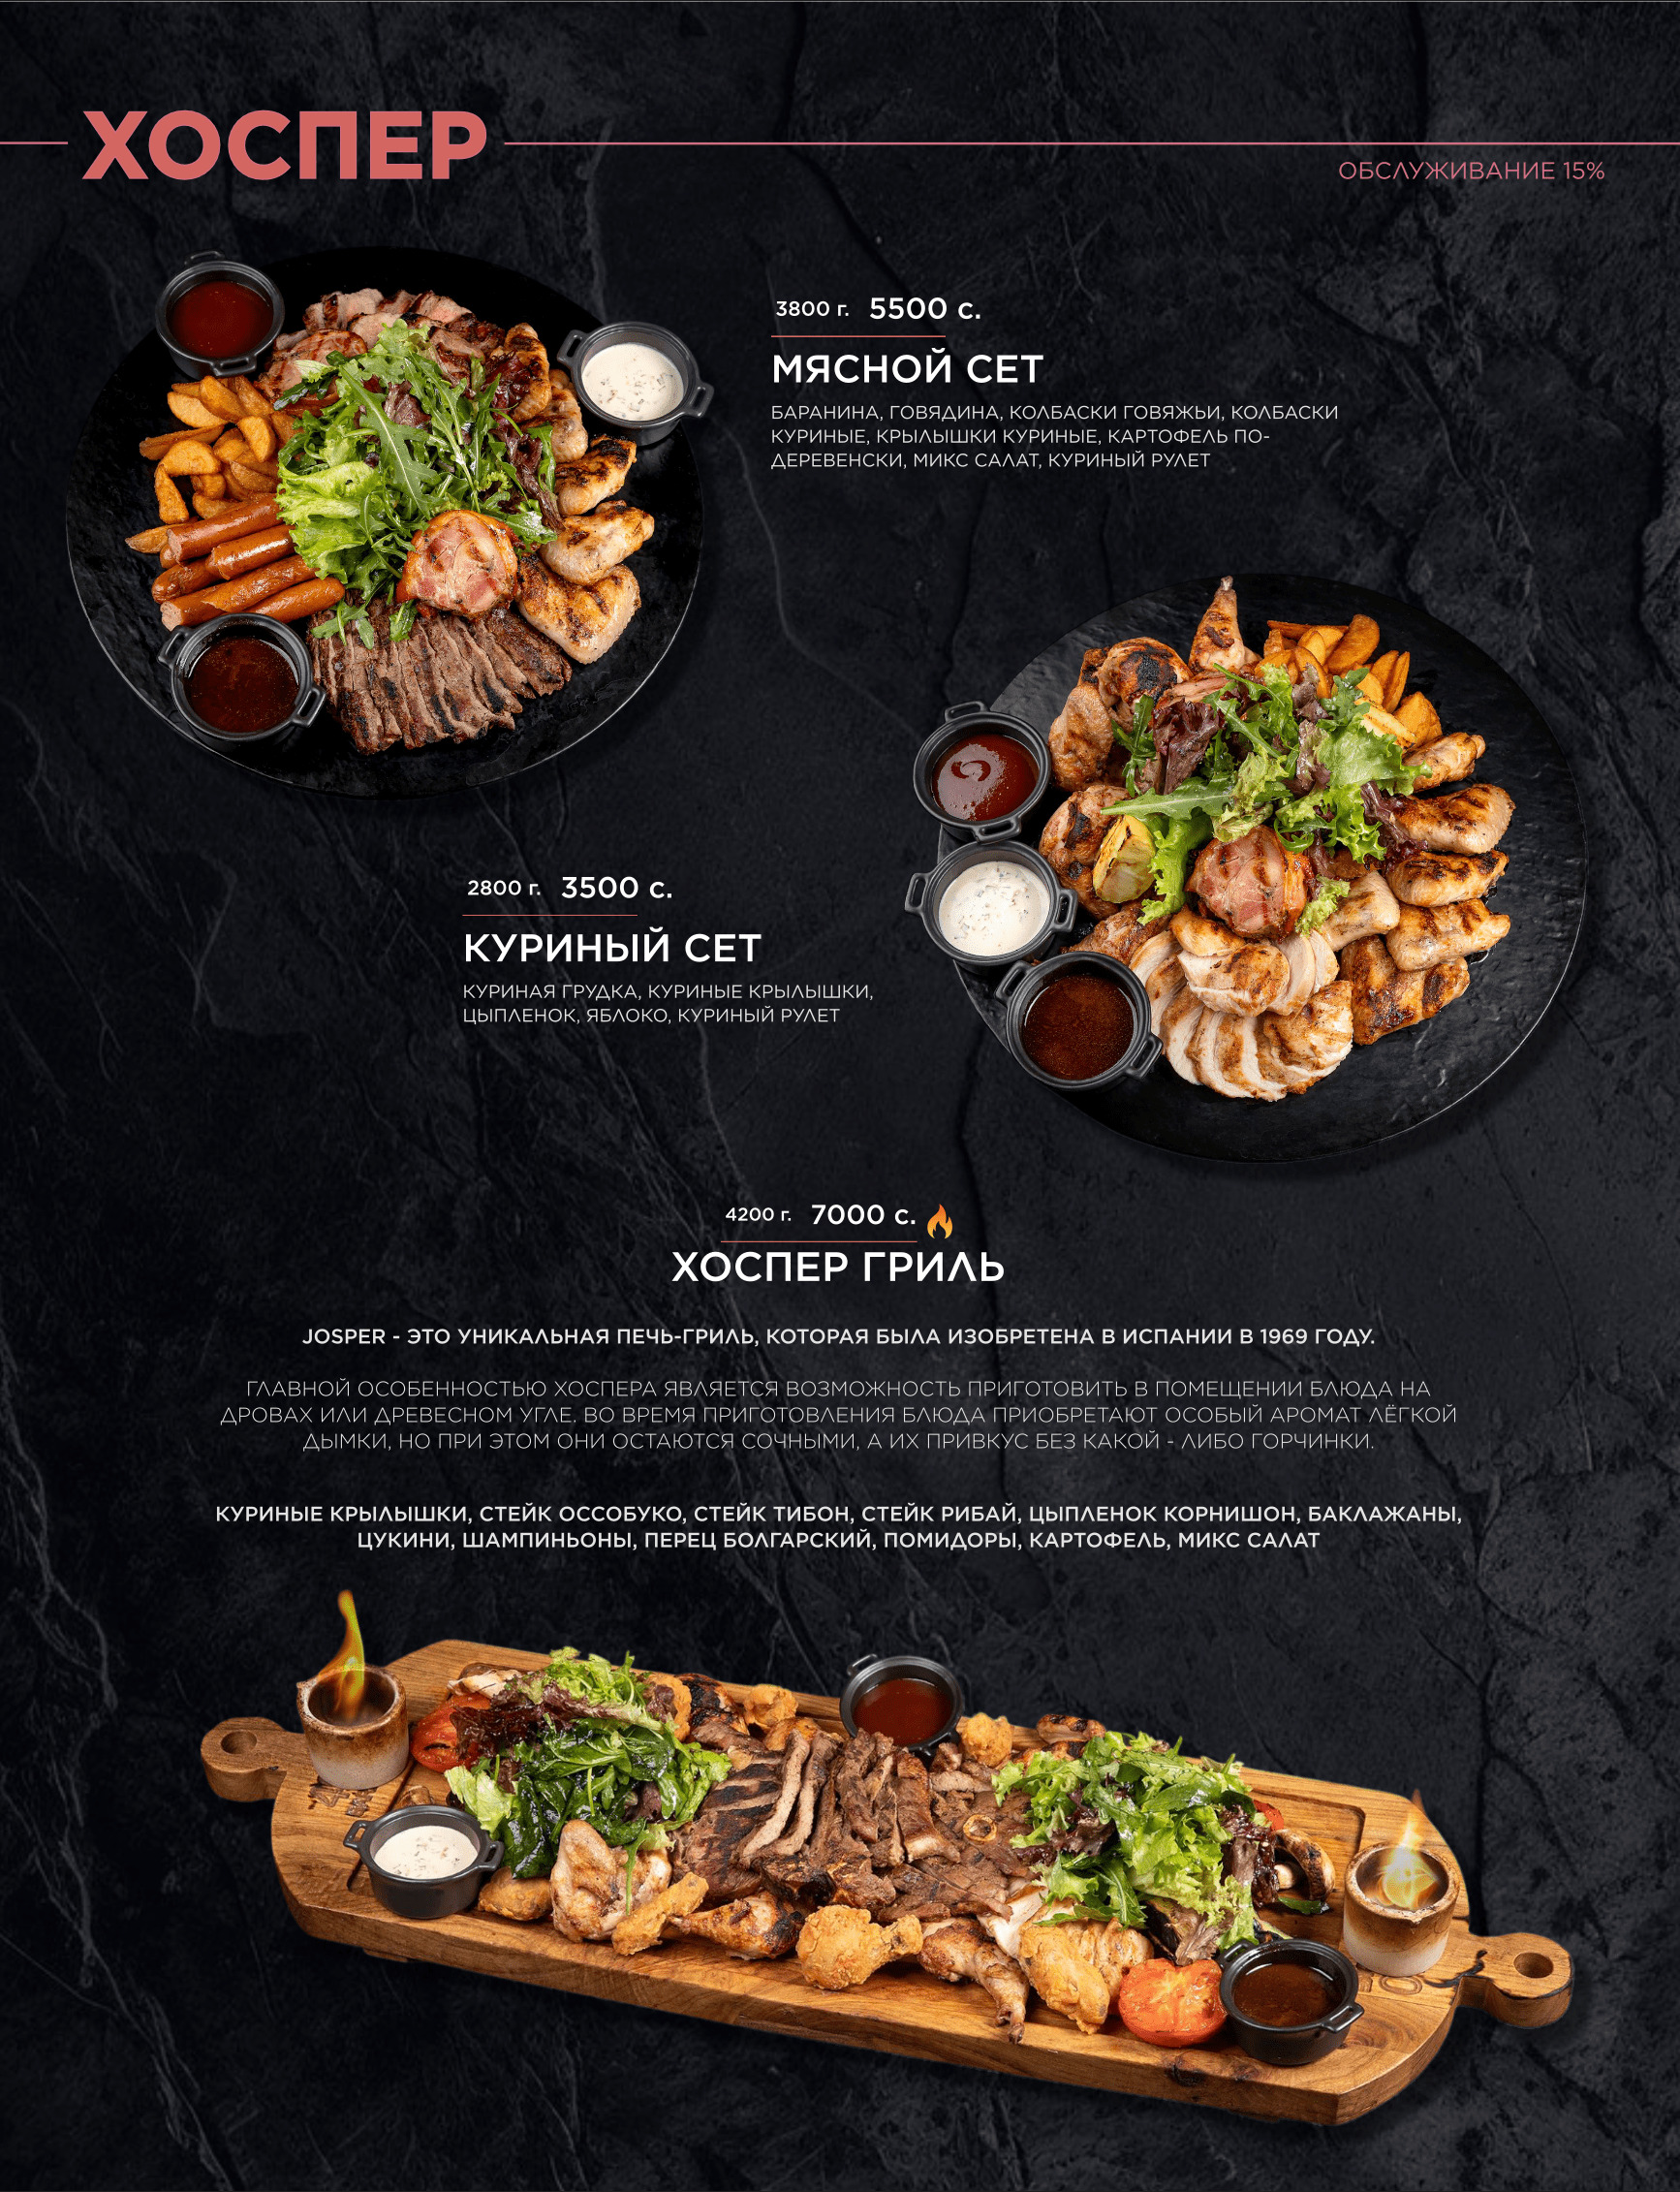 ХОСПЕР
ОБСЛУЖИВАНИЕ 15%
3800 г. 5500 с.
МЯСНОЙ СЕТ
БАРАНИНА, ГОВЯДИНА, КОЛБАСКИ ГОВЯЖЬИ, КОЛБАСКИ
КУРИНЫЕ, КРЫЛЫШКИ КУРИНЫЕ, КАРТОФЕЛЬ ПО-
ДЕРЕВЕНСКИ, МИКС САЛАТ, КУРИНЫЙ РУЛЕТ
2800 г. 3500 с.
КУРИНЫЙ СЕТ
КУРИНАЯ ГРУДКА, КУРИНЫЕ КРЫЛЫШКИ,
ЦЫПЛЕНОК, ЯБЛОКО, КУРИНЫЙ РУЛЕТ
4200 г. 7000 с.
ХОСПЕР ГРИЛЬ
JOSPER - ЭТО УНИКАЛЬНАЯ ПЕЧЬ-ГРИЛЬ, КОТОРАЯ БЫЛА ИЗОБРЕТЕНА В ИСПАНИИ В 1969 ГОДУ.
ГЛАВНОЙ ОСОБЕННОСТЬЮ ХОСПЕРА ЯВЛЯЕТСЯ ВОЗМОЖНОСТЬ ПРИГОТОВИТЬ В ПОМЕЩЕНИИ БЛЮДА НА
ДРОВАХ ИЛИ ДРЕВЕСНОМ УГЛЕ. ВО ВРЕМЯ ПРИГОТОВЛЕНИЯ БЛЮДА ПРИОБРЕТАЮТ ОСОБЫЙ АРОМАТ ЛЁГКОЙ
ДЫМКИ, НО ПРИ ЭТОМ ОНИ ОСТАЮТСЯ СОЧНЫМИ, А ИХ ПРИВКУС БЕЗ КАКОЙ - ЛИБО ГОРЧИНКИ.
КУРИНЫЕ КРЫЛЫШКИ, СТЕЙК ОССОБУКО, СТЕЙК ТИБОН, СТЕЙК РИБАЙ, ЦЫПЛЕНОК КОРНИШОН, БАКЛАЖАНЫ,
ЦУКИНИ, ШАМПИНЬОНЫ, ПЕРЕЦ БОЛГАРСКИЙ, ПОМИДОРЫ, КАРТОФЕЛЬ, МИКС САЛАТ